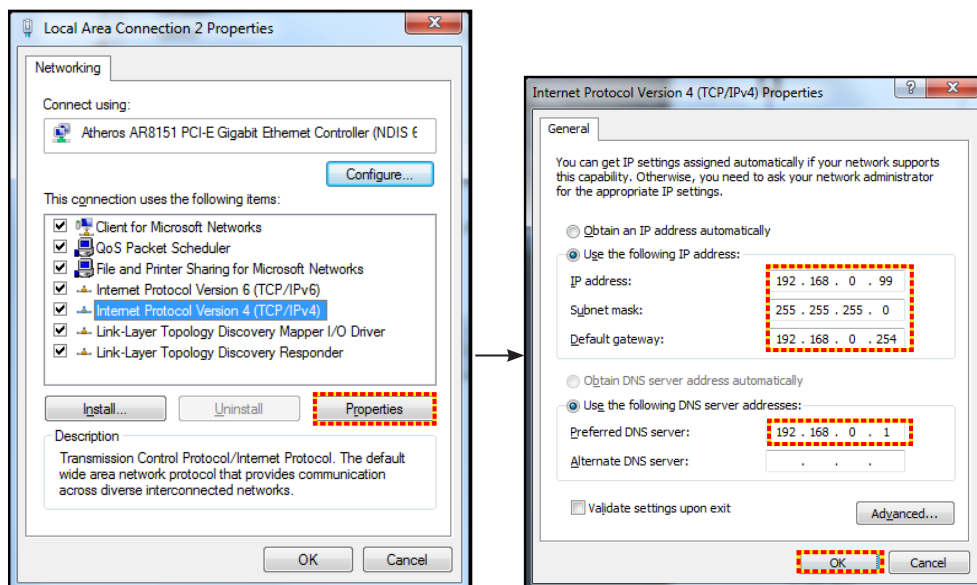 Local Area Connection 2 Properties
Networking
Connect using:
Atheros AR8151 PCI-E Gigabit Ethernet Controller (NDIS 6
Configure...
This connection uses the following items:
Client for Microsoft Networks
QoS Packet Scheduler
File and Printer Sharing for Microsoft Networks
Internet Protocol Version 6 (TCP/IPv6)
Internet Protocol Version 4 (TCP/IPv4)
Link-Layer Topology Discovery Mapper I/O Driver
Link-Layer Topology Discovery Responder
Install...
Uninstall
Properties
Description
Transmission Control Protocol/Internet Protocol. The default
wide area network protocol that provides communication
across diverse interconnected networks.
OK
Cancel
Internet Protocol Version 4 (TCP/IPv4) Properties
?
General
You can get IP settings assigned automatically if your network supports
this capability. Otherwise, you need to ask your network administrator
for the appropriate IP settings.
Obtain an IP address automatically
Use the following IP address:
IP address: 192 . 168 . 0 . 99
Subnet mask: 255 . 255 . 255 . 0
Default gateway: 192 . 168 . 0 . 254
Obtain DNS server address automatically
Use the following DNS server addresses:
Preferred DNS server: 192 . 168 . 0 . 1
Alternate DNS server: . . .
Validate settings upon exit
Advanced...
OK
Cancel